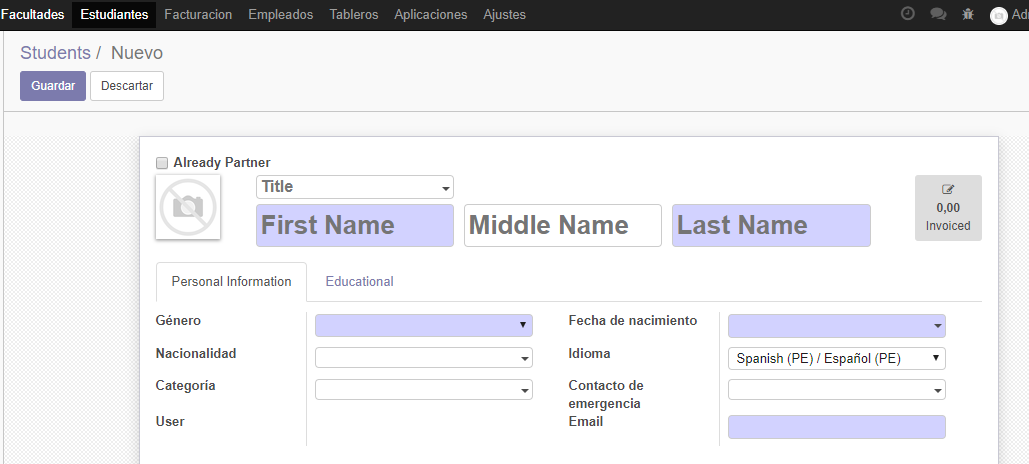 Facultades Estudiantes Facturacion Empleados Tableros Aplicaciones Ajustes
Students / Nuevo
Guardar Descartar
Already Partner
Title
First Name Middle Name Last Name
0,00
Invoiced
Personal Information Educational
Género Fecha de nacimiento
Nacionalidad Idioma Spanish (PE) / Español (PE)
Categoría Contacto de
emergencia
User Email